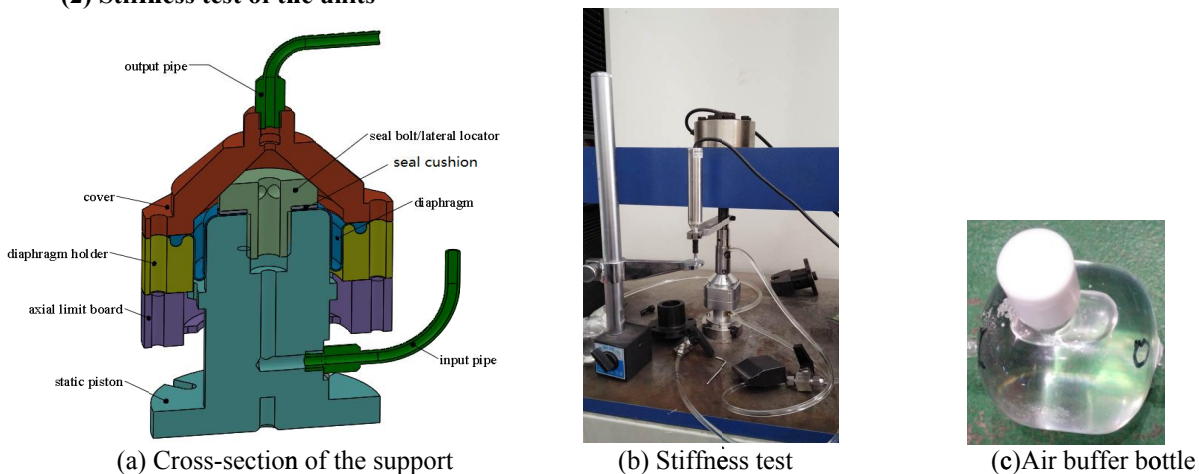 (2) Stiffness test of the units
output pipe
seal bolt/lateral locator
seal cushion
cover
diaphragm
diaphragm holder
axial limit board
input pipe
static piston
(a) Cross-section of the support
(b) Stiffness test
(c)Air buffer bottle